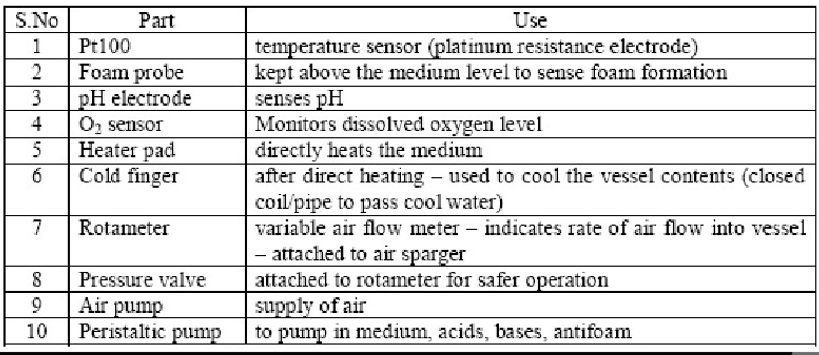 S.No Part Use
1 Pt100 temperature sensor (platinum resistance electrode)
2 Foam probe kept above the medium level to sense foam formation
3 pH electrode senses pH
4 O₂ sensor Monitors dissolved oxygen level
5 Heater pad directly heats the medium
6 Cold finger after direct heating – used to cool the vessel contents (closed
coil/pipe to pass cool water)
7 Rotameter variable air flow meter – indicates rate of air flow into vessel
– attached to air sparger
8 Pressure valve attached to rotameter for safer operation
9 Air pump supply of air
10 Peristaltic pump to pump in medium, acids, bases, antifoam